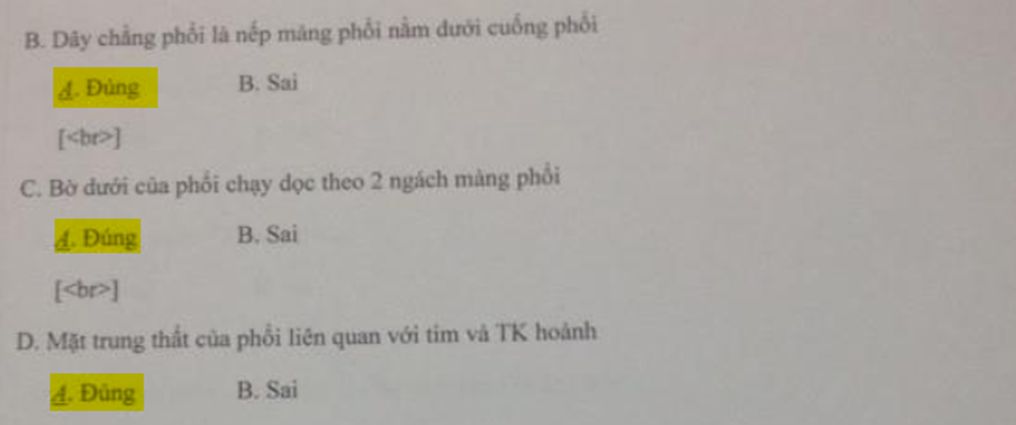 B. Dây chằng phổi là nếp màng phổi nằm dưới cuống phổi
A. Đúng B. Sai
[<br>]
C. Bờ dưới của phổi chạy dọc theo 2 ngách màng phổi
A. Đúng B. Sai
[<br>]
D. Mặt trung thất của phổi liên quan với tim và TK hoành
A. Đúng B. Sai